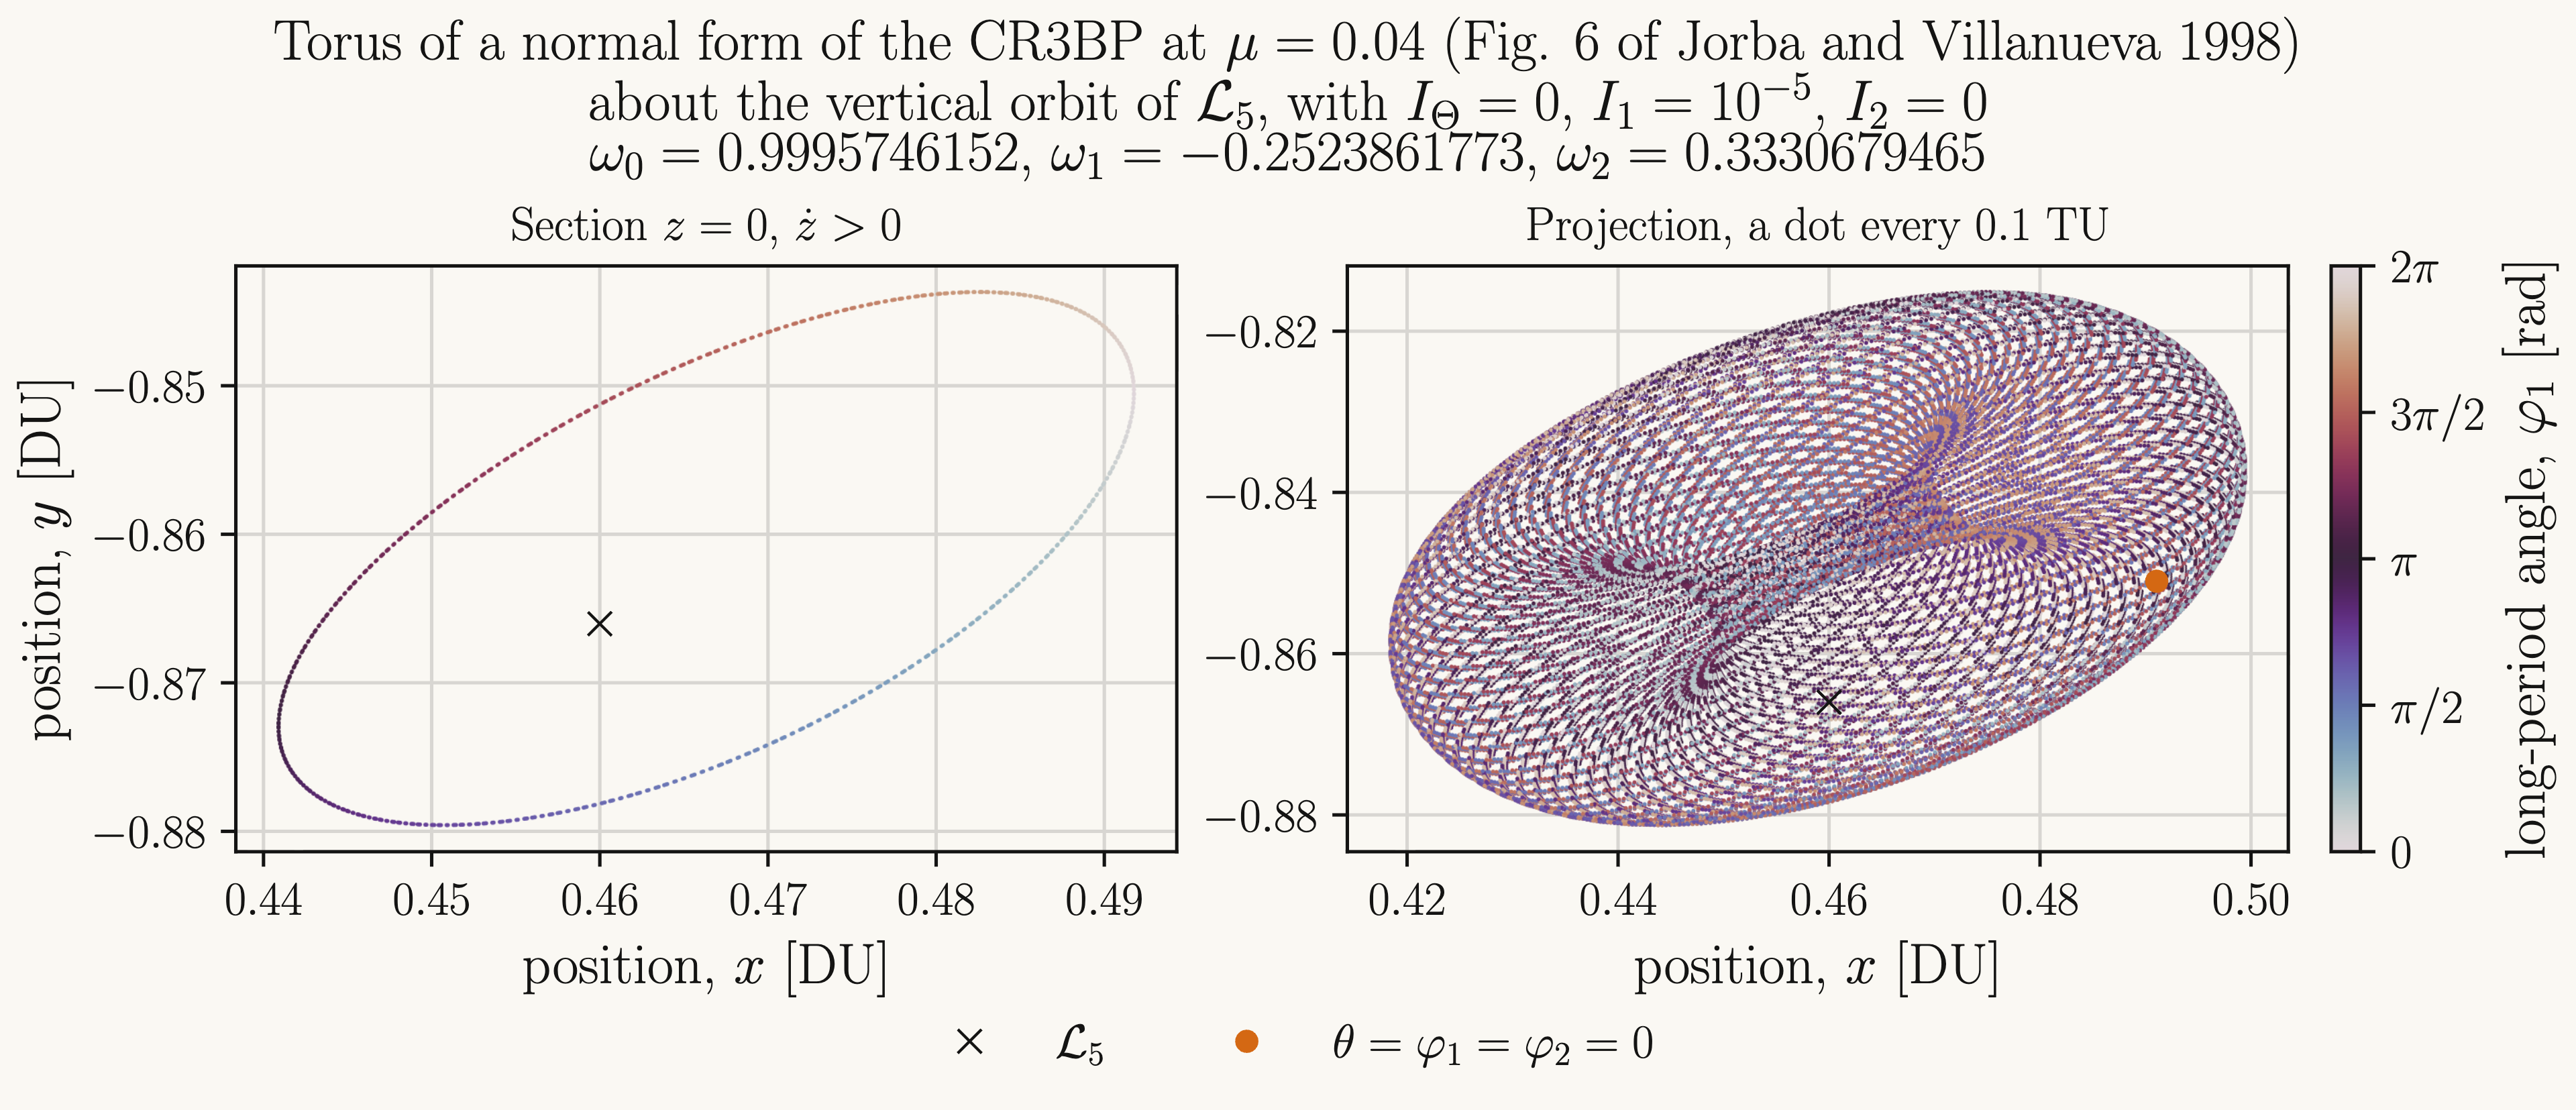 Torus of a normal form of the CR3BP at μ = 0.04 (Fig. 6 of Jorba and Villanueva 1998)
about the vertical orbit of 𝓛₅, with I_Θ = 0, I₁ = 10⁻⁵, I₂ = 0
ω₀ = 0.9995746152, ω₁ = −0.2523861773, ω₂ = 0.3330679465
Section z = 0, ż > 0
position, y [DU]
−0.85
−0.86
−0.87
−0.88
0.44 0.45 0.46 0.47 0.48 0.49
position, x [DU]
Projection, a dot every 0.1 TU
−0.82
−0.84
−0.86
−0.88
0.42 0.44 0.46 0.48 0.50
position, x [DU]
2π
3π/2
π
π/2
0
long-period angle, φ₁ [rad]
𝓛₅
θ = φ₁ = φ₂ = 0